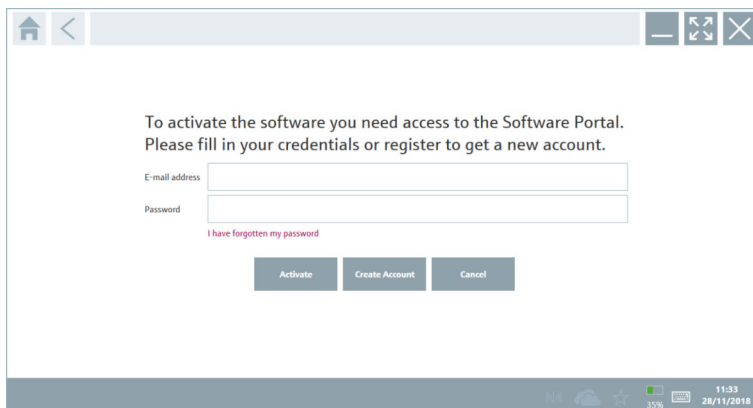 To activate the software you need access to the Software Portal.
Please fill in your credentials or register to get a new account.
E-mail address
Password
I have forgotten my password
Activate
Create Account
Cancel
35%
11:33
28/11/2018